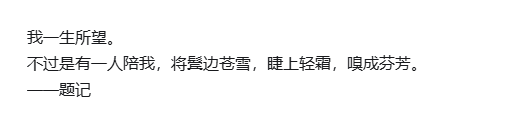 我一生所望。
不过是有一人陪我，将鬓边苍雪，睫上轻霜，嗅成芬芳。
——题记